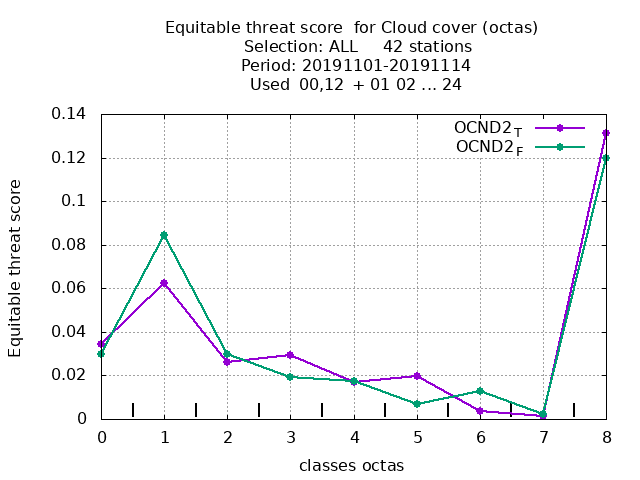 Equitable threat score  for Cloud cover (octas)
Selection: ALL     42 stations
Period: 20191101-20191114
Used  00,12  + 01 02 ... 24
OCND2_T
OCND2_F
0.14
0.12
0.1
0.08
0.06
0.04
0.02
0
Equitable threat score
0 1 2 3 4 5 6 7 8
classes octas